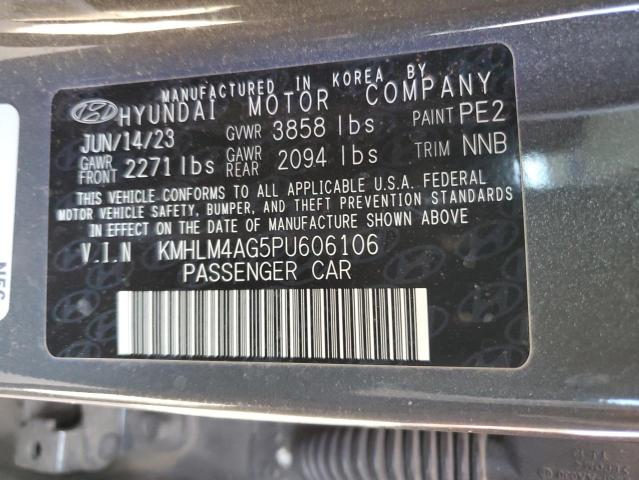 MANUFACTURED IN KOREA BY
HYUNDAI MOTOR COMPANY
JUN/14/23 GVWR 3858 lbs PAINT PE2
GAWR FRONT 2271 lbs GAWR REAR 2094 lbs TRIM NNB
THIS VEHICLE CONFORMS TO ALL APPLICABLE U.S.A. FEDERAL
MOTOR VEHICLE SAFETY, BUMPER, AND THEFT PREVENTION STANDARDS
IN EFFECT ON THE DATE OF MANUFACTURE SHOWN ABOVE
V.I.N KMHLM4AG5PU606106
PASSENGER CAR